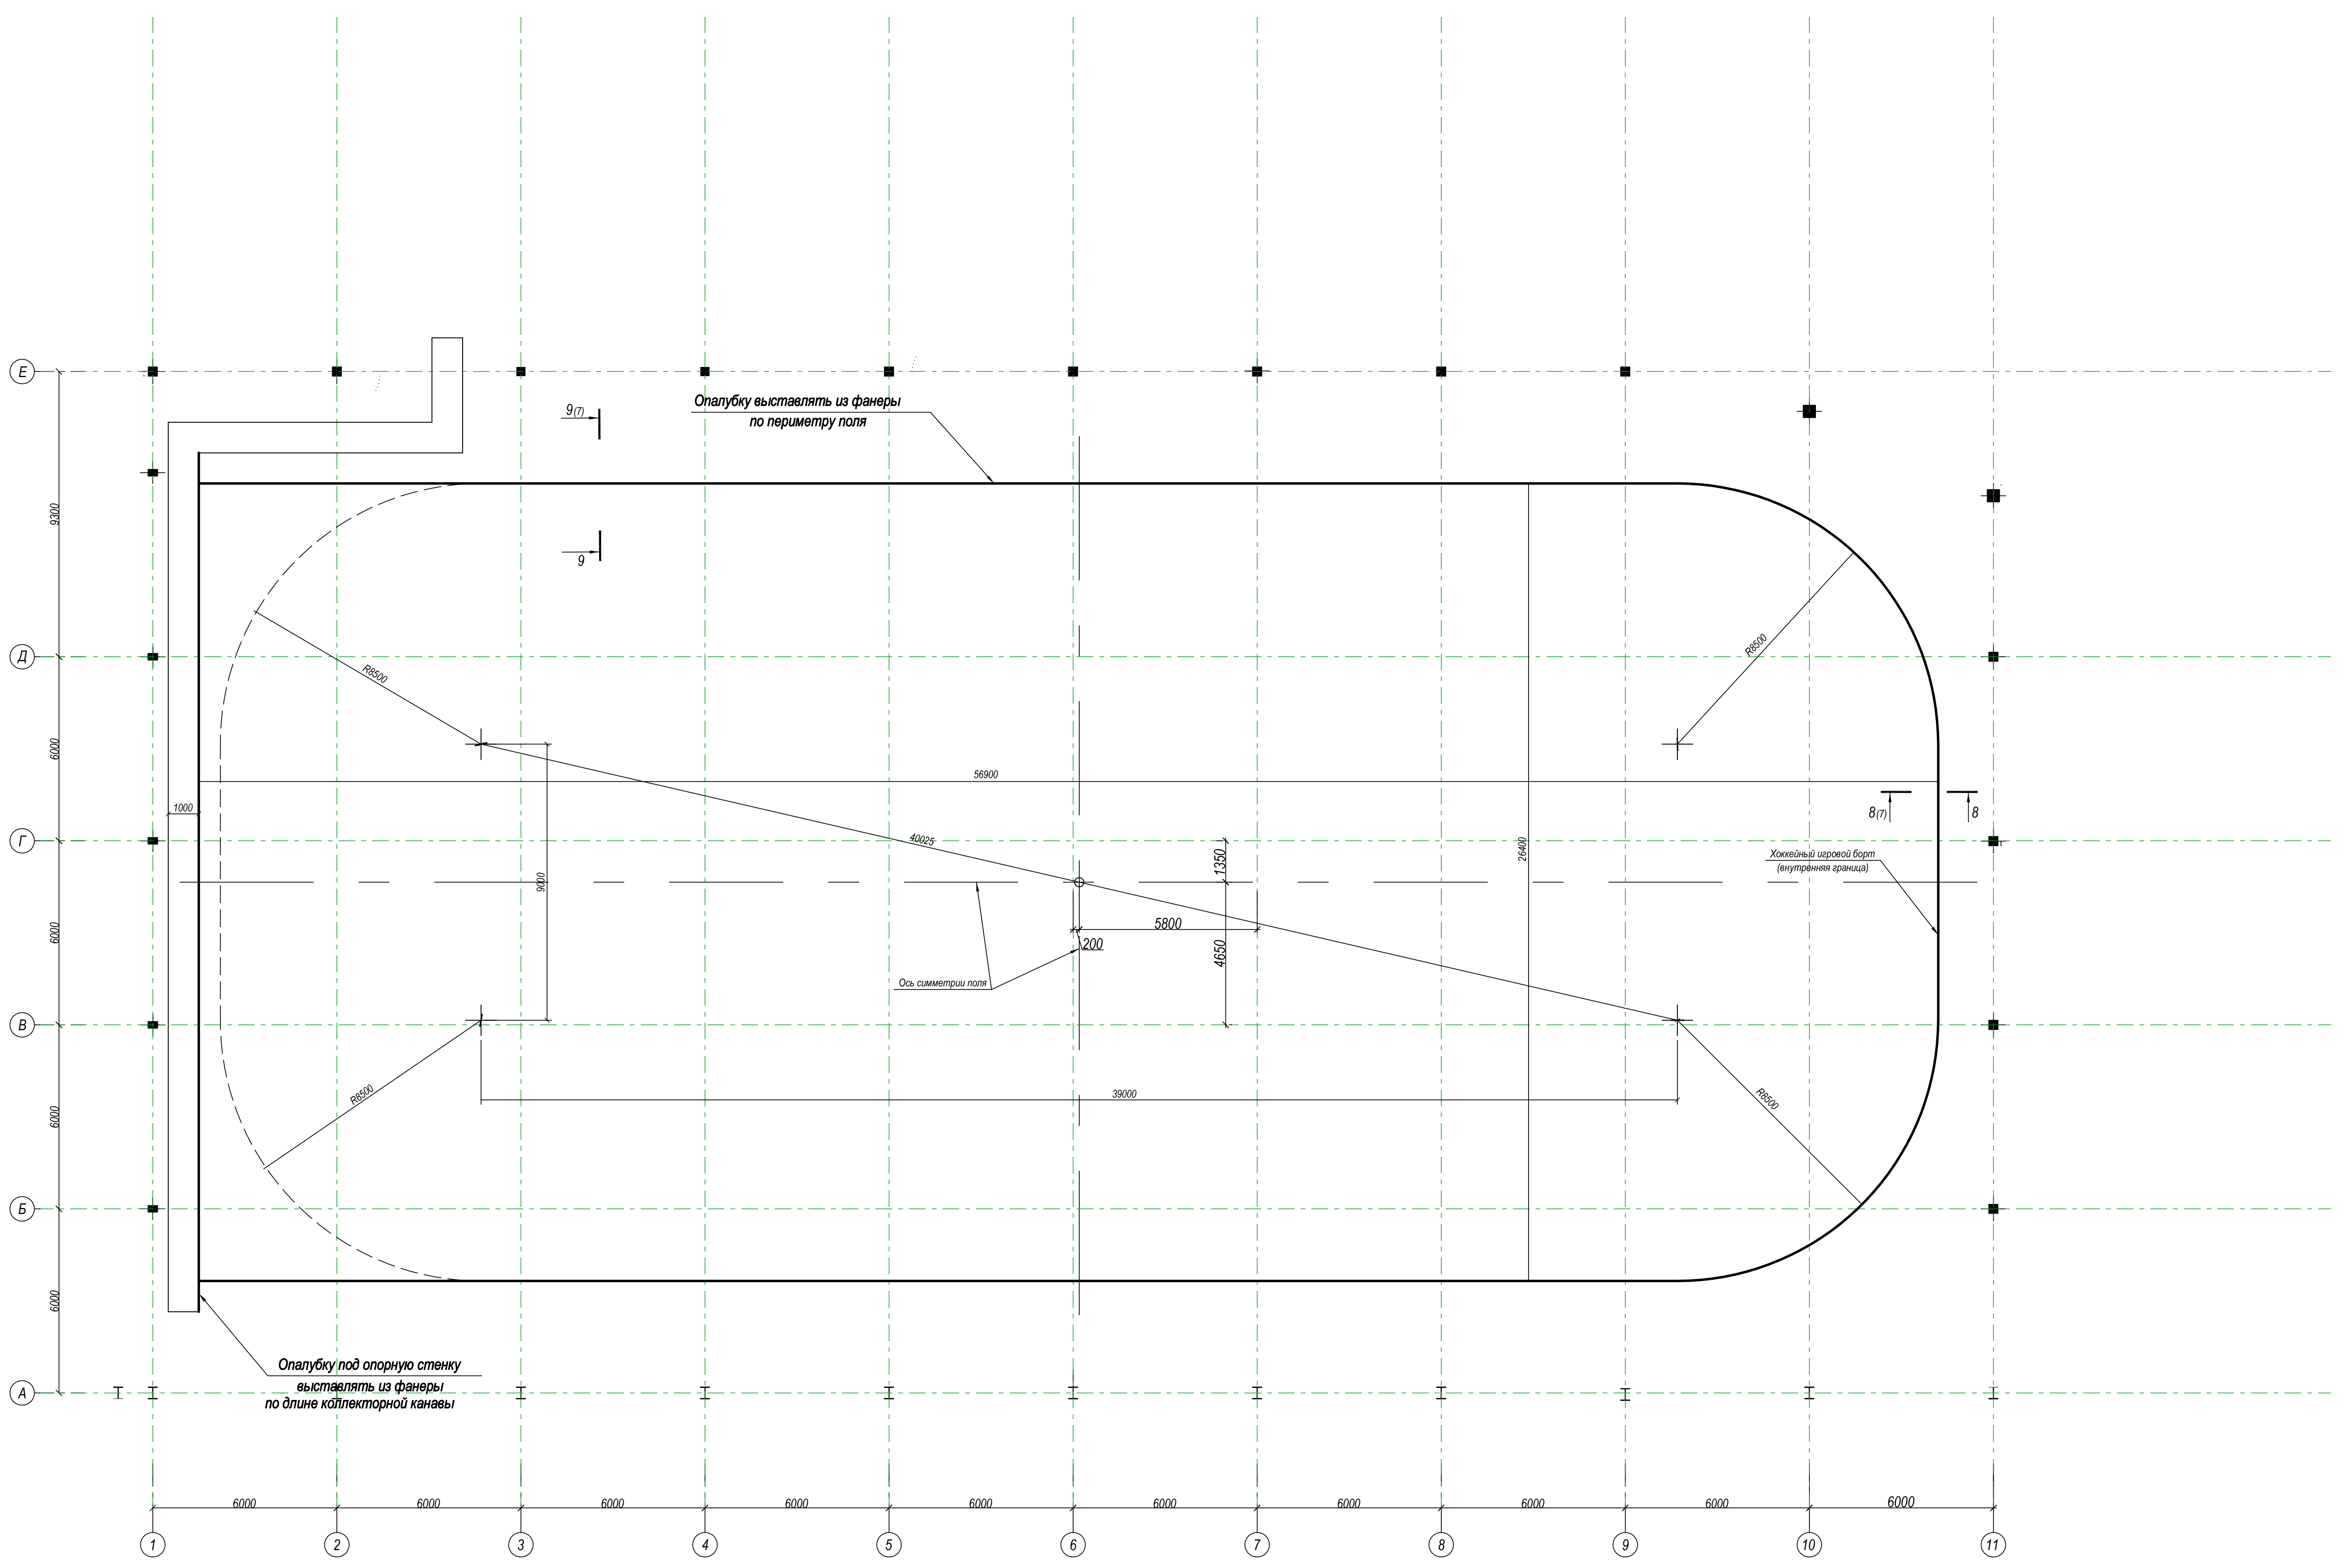 Е
9(7)
Опалубку выставлять из фанеры
по периметру поля
9300
9
Д
R8500
R8500
6000
56900
1000
8(7)
8
Г
40025
1350
26400
Хоккейный игровой борт
(внутренняя граница)
9000
6000
5800
200
4650
Ось симметрии поля
В
R8500
39000
R8500
6000
Б
6000
Опалубку под опорную стенку
выставлять из фанеры
по длине коллекторной канавы
А
6000 6000 6000 6000 6000 6000 6000 6000 6000 6000
1 2 3 4 5 6 7 8 9 10 11